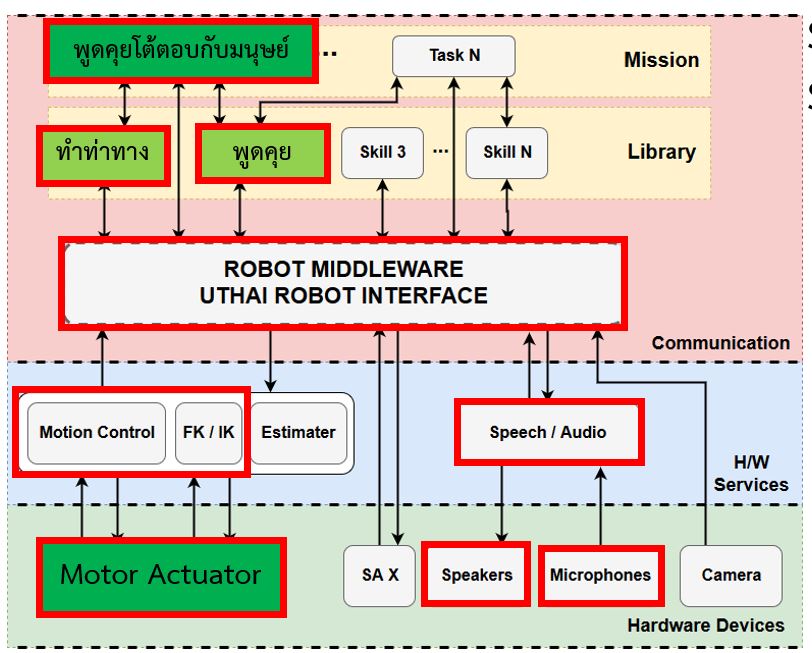 พูดคุยโต้ตอบกับมนุษย์
...
Task N
Mission
ทำท่าทาง
พูดคุย
Skill 3
...
Skill N
Library
ROBOT MIDDLEWARE
UTHAI ROBOT INTERFACE
Communication
Motion Control
FK / IK
Estimater
Speech / Audio
H/W
Services
Motor Actuator
SA X
Speakers
Microphones
Camera
Hardware Devices